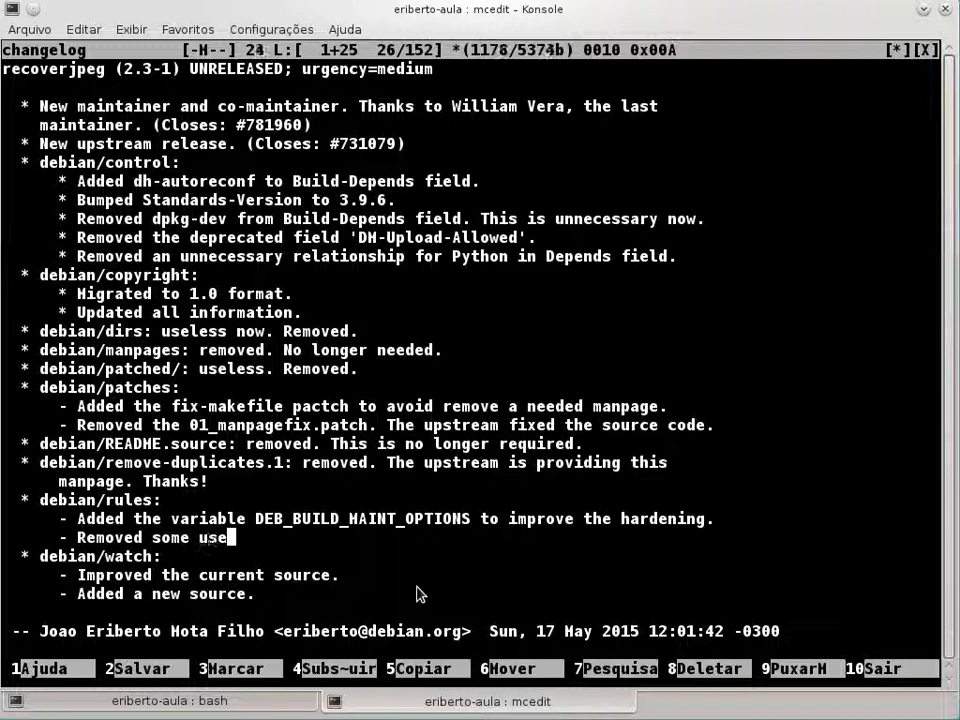 eriberto-aula : mcedit – Konsole
Arquivo Editar Exibir Favoritos Configurações Ajuda
changelog [-H--] 24 L:[ 1+25 26/152] *(1178/5374b) 0010 0x00A [*][X]
recoverjpeg (2.3-1) UNRELEASED; urgency=medium
* New maintainer and co-maintainer. Thanks to William Vera, the last
maintainer. (Closes: #781960)
* New upstream release. (Closes: #731079)
* debian/control:
* Added dh-autoreconf to Build-Depends field.
* Bumped Standards-Version to 3.9.6.
* Removed dpkg-dev from Build-Depends field. This is unnecessary now.
* Removed the deprecated field 'DH-Upload-Allowed'.
* Removed an unnecessary relationship for Python in Depends field.
* debian/copyright:
* Migrated to 1.0 format.
* Updated all information.
* debian/dirs: useless now. Removed.
* debian/manpages: removed. No longer needed.
* debian/patched/: useless. Removed.
* debian/patches:
- Added the fix-makefile pactch to avoid remove a needed manpage.
- Removed the 01_manpagefix.patch. The upstream fixed the source code.
* debian/README.source: removed. This is no longer required.
* debian/remove-duplicates.1: removed. The upstream is providing this
manpage. Thanks!
* debian/rules:
- Added the variable DEB_BUILD_MAINT_OPTIONS to improve the hardening.
- Removed some use
* debian/watch:
- Improved the current source.
- Added a new source.
-- Joao Eriberto Mota Filho <eriberto@debian.org> Sun, 17 May 2015 12:01:42 -0300
1Ajuda 2Salvar 3Marcar 4Subs~uir 5Copiar 6Mover 7Pesquisa 8Deletar 9PuxarM 10Sair
eriberto-aula : bash eriberto-aula : mcedit